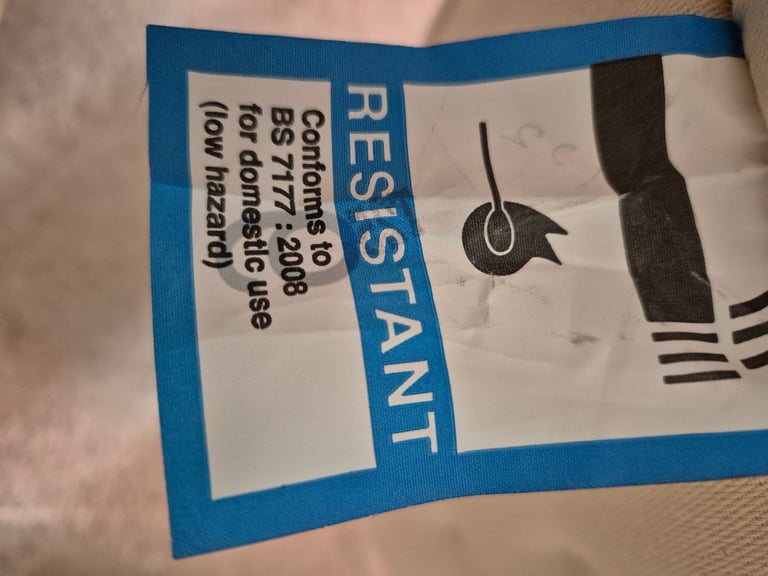 RESISTANT
Conforms to
BS 7177 : 2008
for domestic use
(low hazard)